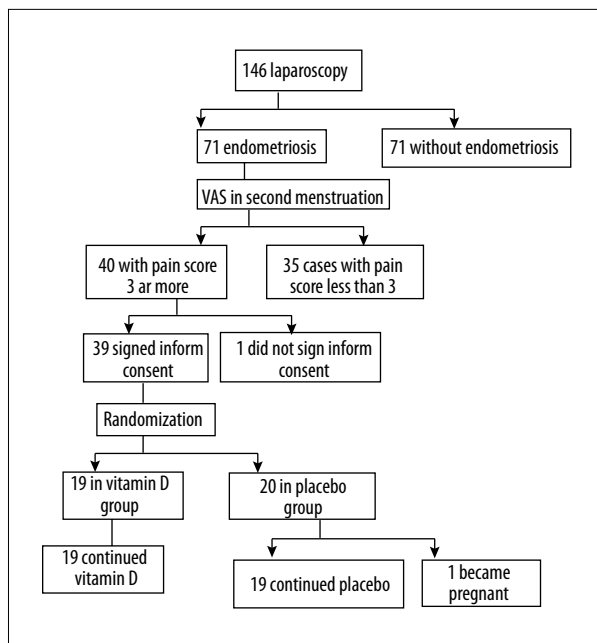 146 laparoscopy
71 endometriosis
71 without endometriosis
VAS in second menstruation
40 with pain score
3 ar more
35 cases with pain
score less than 3
39 signed inform
consent
1 did not sign inform
consent
Randomization
19 in vitamin D
group
20 in placebo
group
19 continued
vitamin D
19 continued placebo
1 became
pregnant